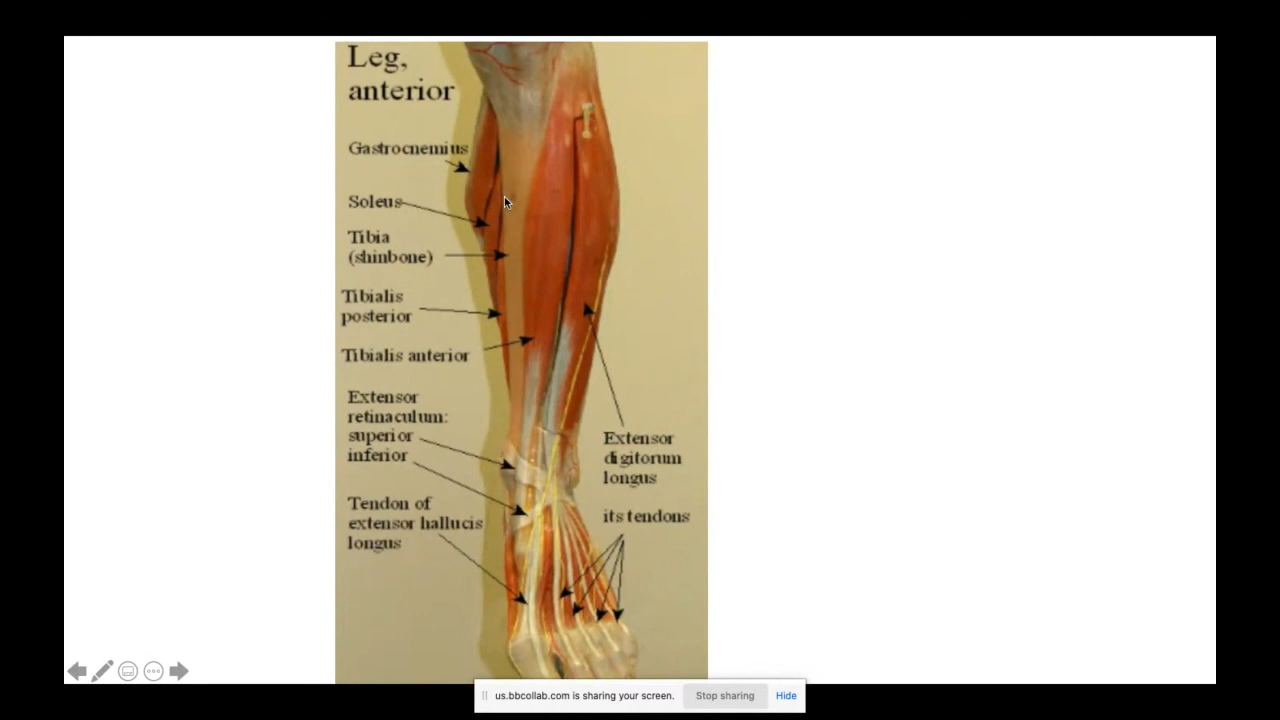 Leg,
anterior
Gastrocnemius
Soleus
Tibia
(shinbone)
Tibialis
posterior
Tibialis anterior
Extensor
retinaculum:
superior
inferior
Tendon of
extensor hallucis
longus
Extensor
digitorum
longus
its tendons
us.bbcollab.com is sharing your screen.
Stop sharing
Hide